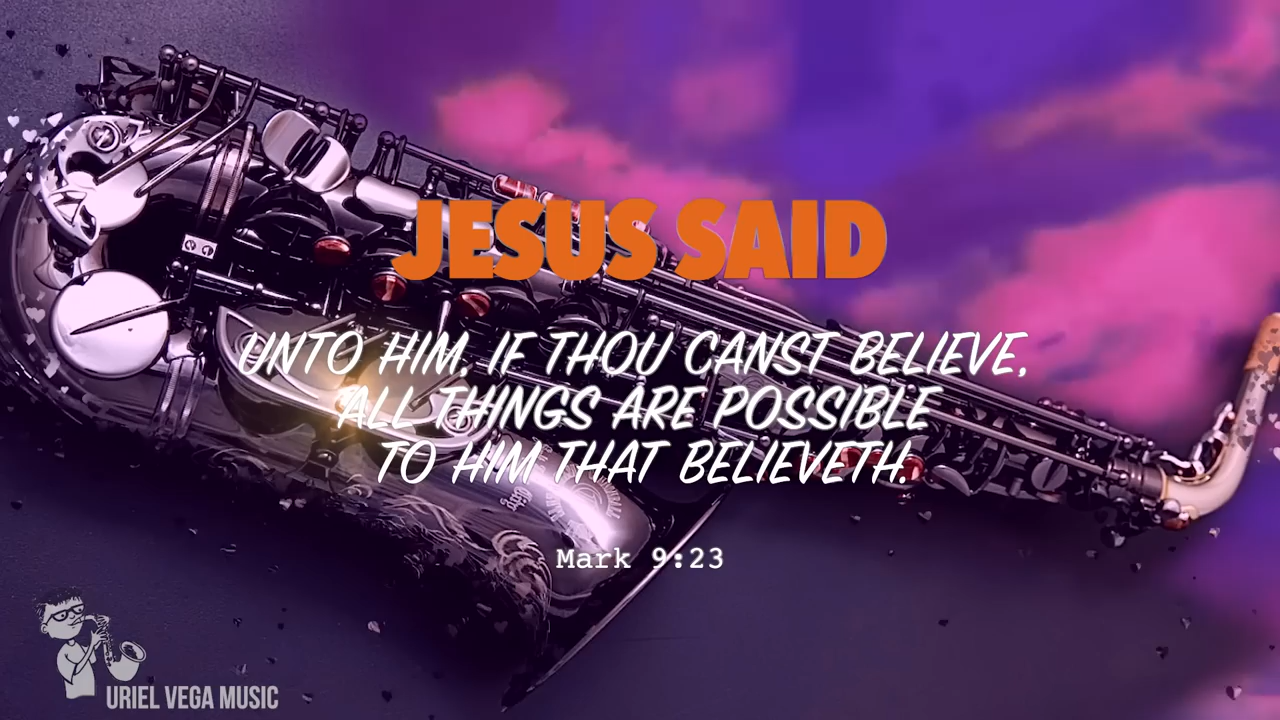 JESUS SAID
UNTO HIM, IF THOU CANST BELIEVE,
ALL THINGS ARE POSSIBLE
TO HIM THAT BELIEVETH.
Mark 9:23
URIEL VEGA MUSIC